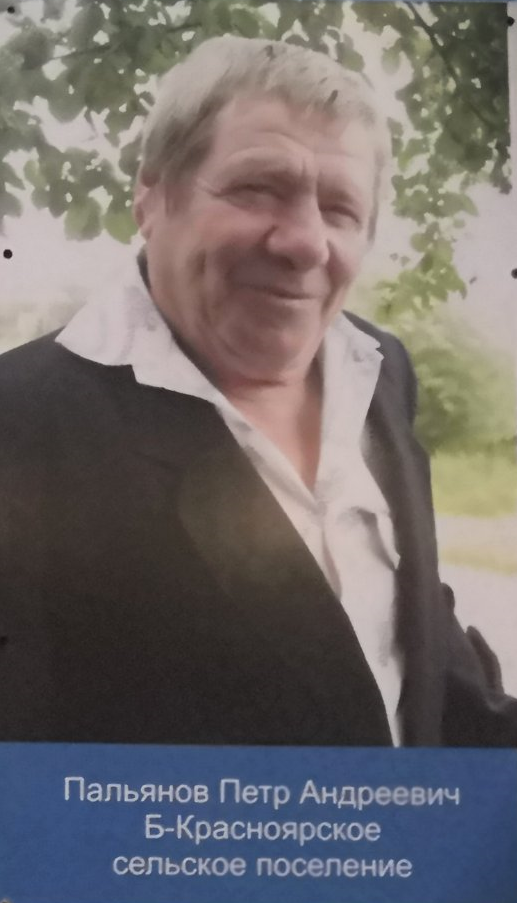 Пальянов Петр Андреевич
Б-Красноярское
сельское поселение